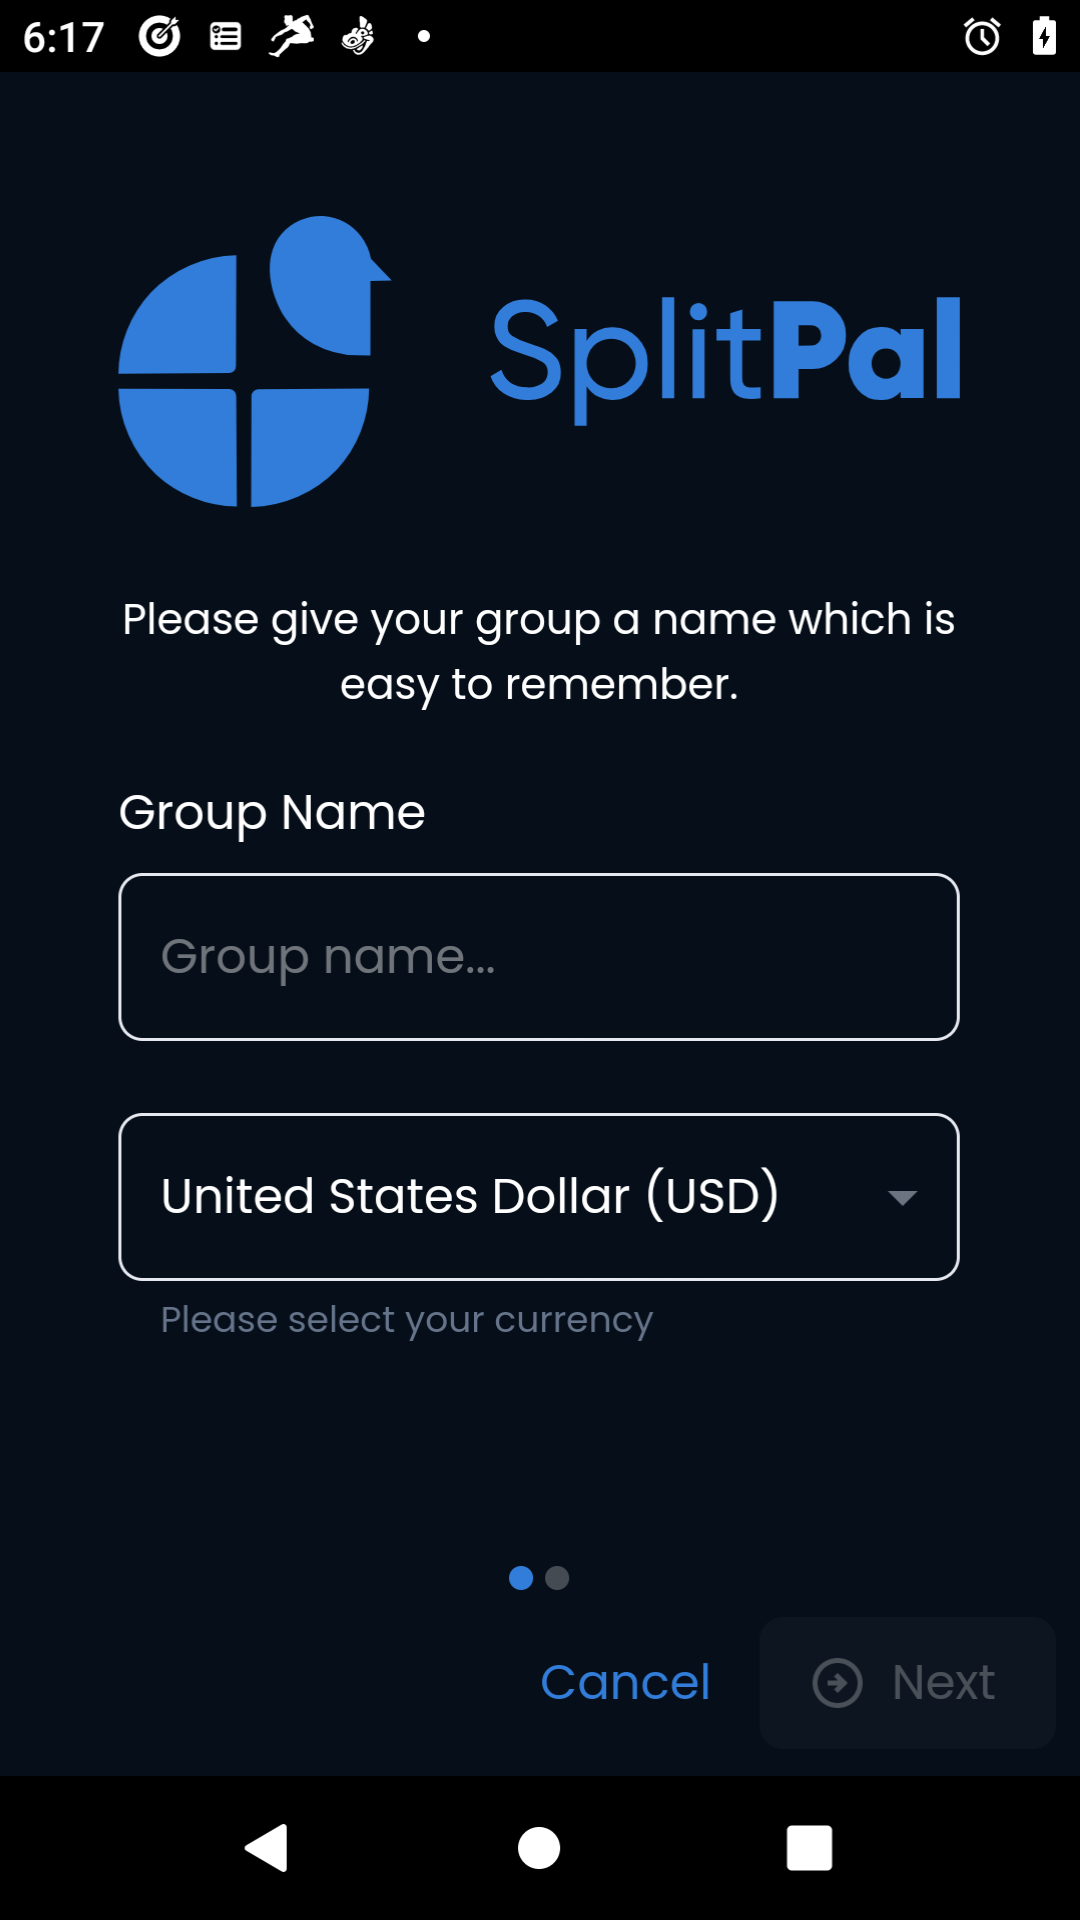 6:17
SplitPal
Please give your group a name which is
easy to remember.
Group Name
Group name...
United States Dollar (USD)
Please select your currency
Cancel
Next